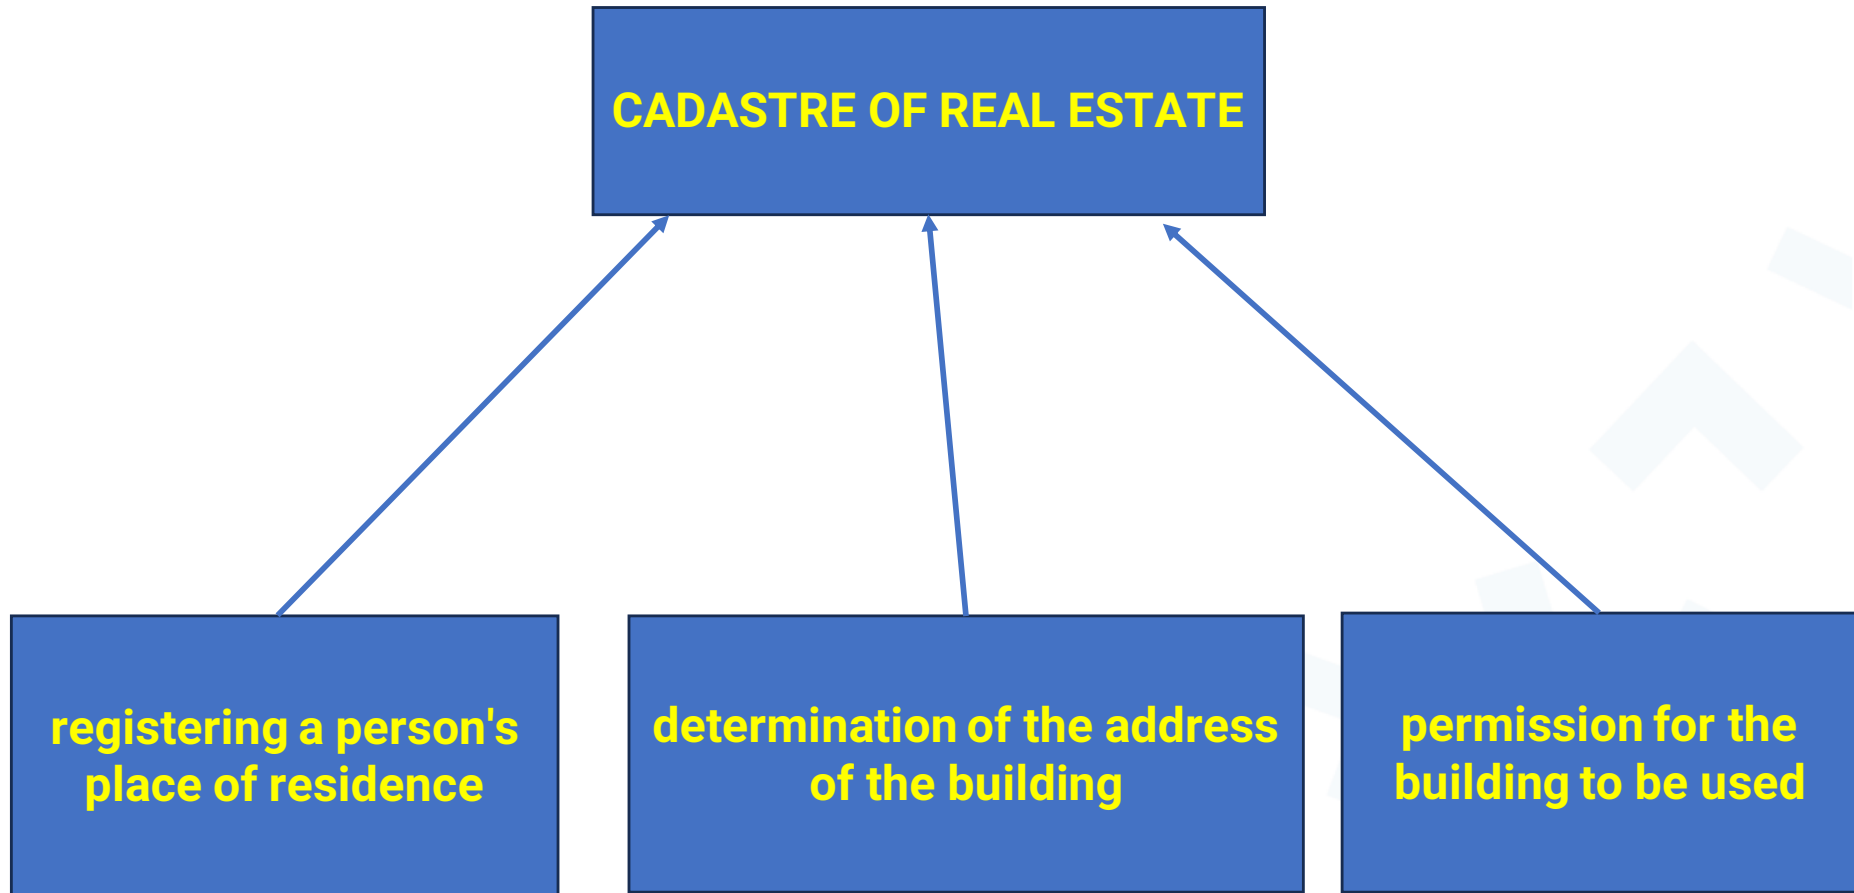 CADASTRE OF REAL ESTATE
registering a person's
place of residence
determination of the address
of the building
permission for the
building to be used